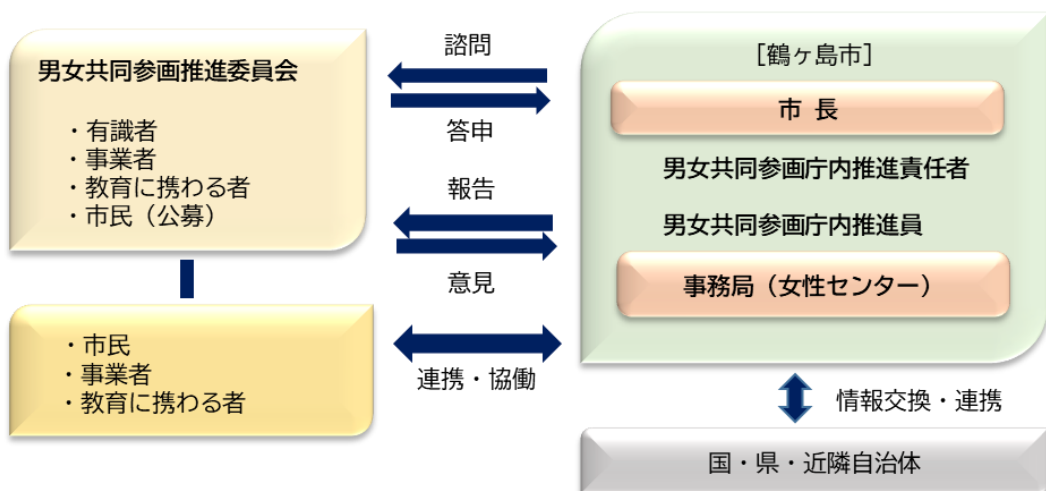 男女共同参画推進委員会
・有識者
・事業者
・教育に携わる者
・市民（公募）
・市民
・事業者
・教育に携わる者
諮問
答申
報告
意見
連携・協働
［鶴ヶ島市］
市 長
男女共同参画庁内推進責任者
男女共同参画庁内推進員
事務局（女性センター）
情報交換・連携
国・県・近隣自治体